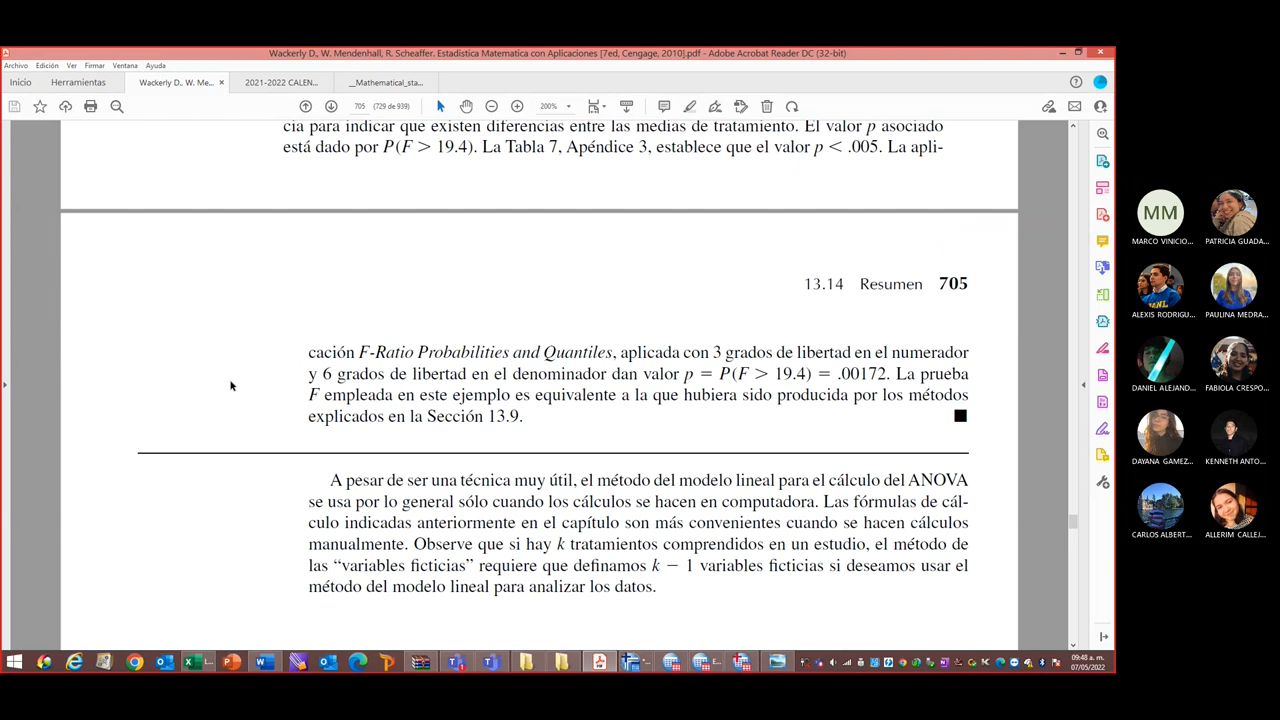 Wackerly D., W. Mendenhall, R. Scheaffer. Estadistica Matematica con Aplicaciones [7ed, Cengage, 2010].pdf - Adobe Acrobat Reader DC (32-bit)
Archivo Edición Ver Firmar Ventana Ayuda
Inicio Herramientas Wackerly D., W. Me... × 2021-2022 CALEN... __Mathematical_sta...
705 (729 de 939) 200%
cia para indicar que existen diferencias entre las medias de tratamiento. El valor p asociado
está dado por P(F > 19.4). La Tabla 7, Apéndice 3, establece que el valor p < .005. La apli-
13.14 Resumen 705
cación F-Ratio Probabilities and Quantiles, aplicada con 3 grados de libertad en el numerador
y 6 grados de libertad en el denominador dan valor p = P(F > 19.4) = .00172. La prueba
F empleada en este ejemplo es equivalente a la que hubiera sido producida por los métodos
explicados en la Sección 13.9.
A pesar de ser una técnica muy útil, el método del modelo lineal para el cálculo del ANOVA
se usa por lo general sólo cuando los cálculos se hacen en computadora. Las fórmulas de cál-
culo indicadas anteriormente en el capítulo son más convenientes cuando se hacen cálculos
manualmente. Observe que si hay k tratamientos comprendidos en un estudio, el método de
las “variables ficticias” requiere que definamos k − 1 variables ficticias si deseamos usar el
método del modelo lineal para analizar los datos.
MM
MARCO VINICIO... PATRICIA GUADA...
ALEXIS RODRIGU... PAULINA MEDRA...
DANIEL ALEJAND... FABIOLA CRESPO...
DAYANA GAMEZ... KENNETH ANTO...
CARLOS ALBERT... ALLERIM CALLEJ...
09:48 a. m.
07/05/2022